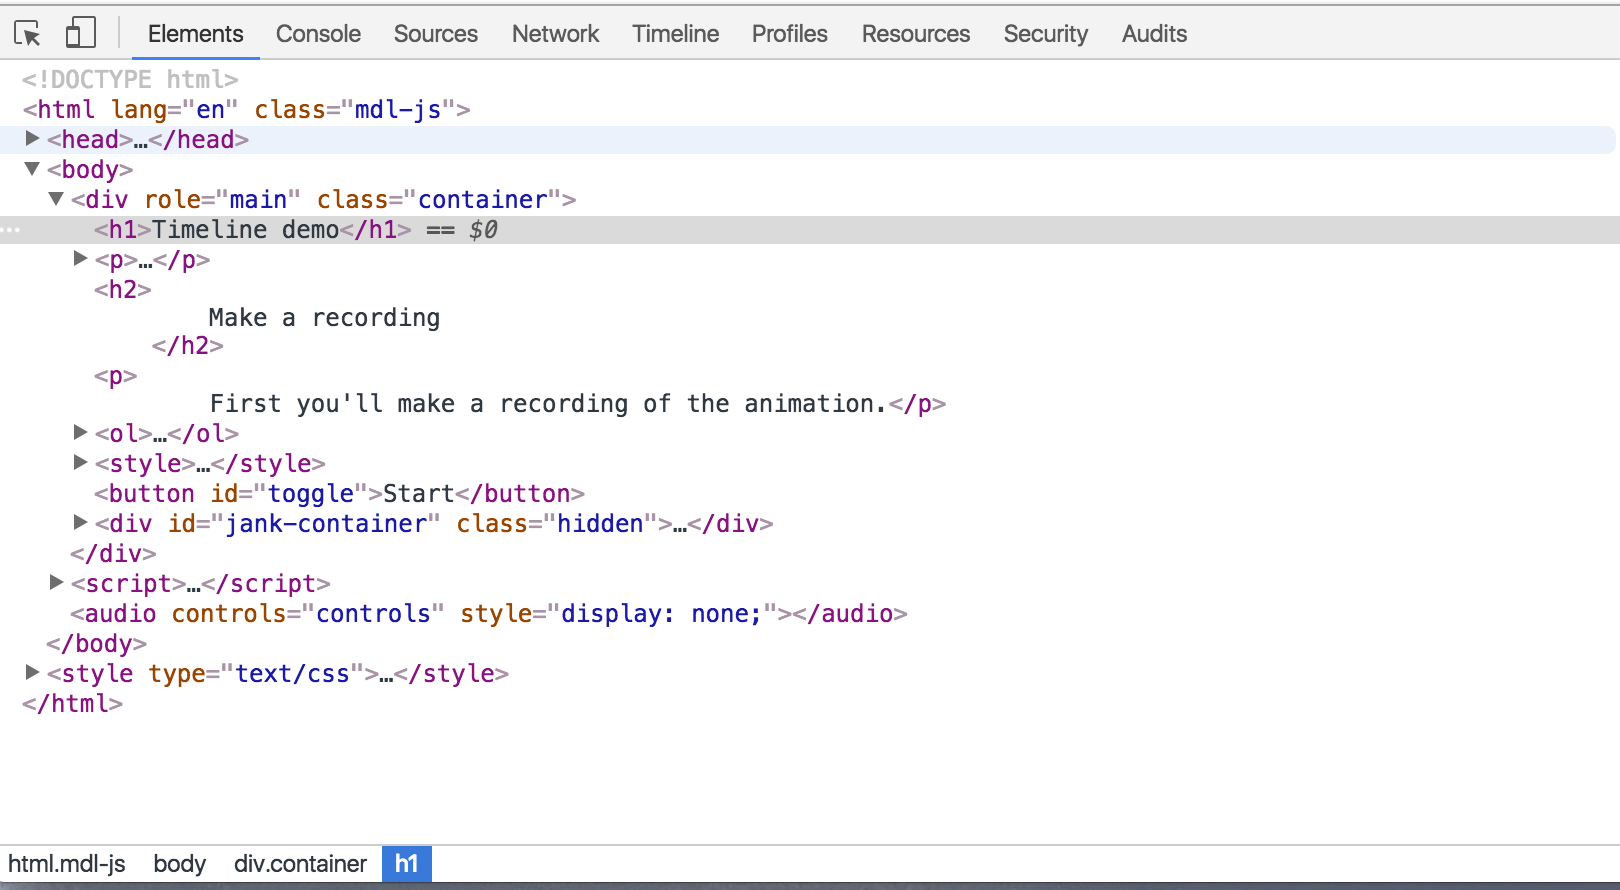 Elements Console Sources Network Timeline Profiles Resources Security Audits
<!DOCTYPE html>
<html lang="en" class="mdl-js">
<head>…</head>
<body>
<div role="main" class="container">
<h1>Timeline demo</h1> == $0
<p>…</p>
<h2>
Make a recording
</h2>
<p>
First you'll make a recording of the animation.</p>
<ol>…</ol>
<style>…</style>
<button id="toggle">Start</button>
<div id="jank-container" class="hidden">…</div>
</div>
<script>…</script>
<audio controls="controls" style="display: none;"></audio>
</body>
<style type="text/css">…</style>
</html>
html.mdl-js body div.container h1